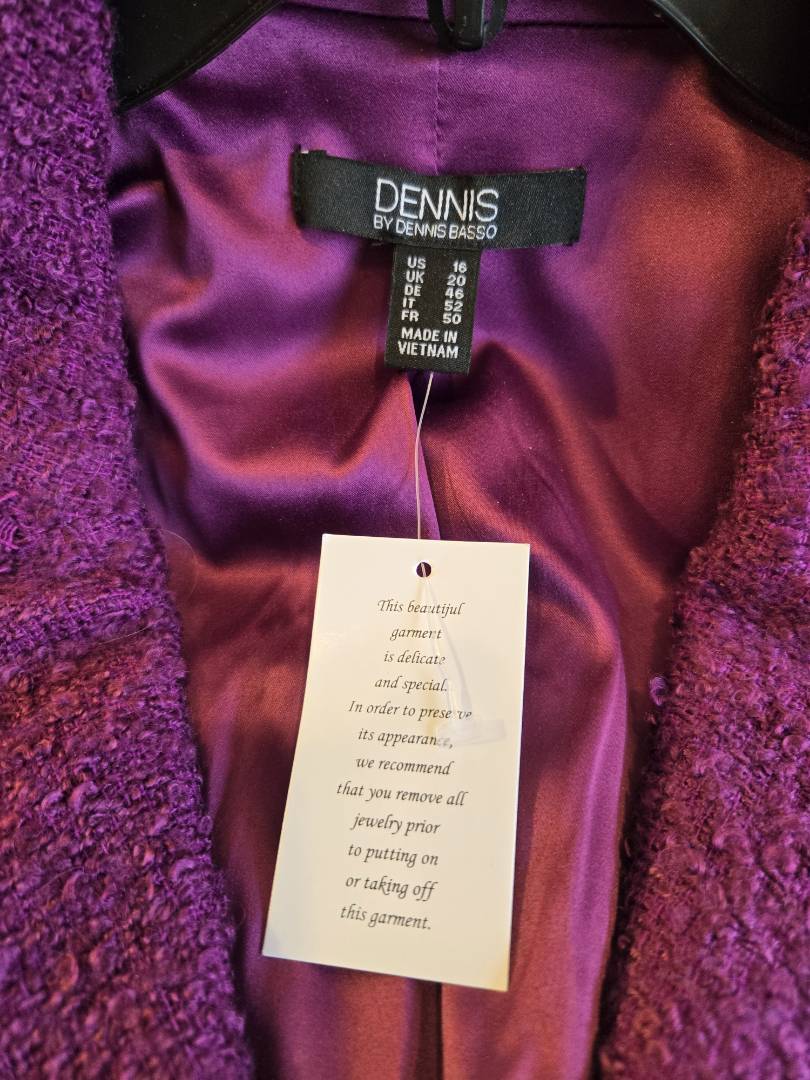 DENNIS
BY DENNIS BASSO
US 16
UK 20
DE 46
IT 52
FR 50
MADE IN
VIETNAM
This beautiful
garment
is delicate
and special.
In order to preserve
its appearance,
we recommend
that you remove all
jewelry prior
to putting on
or taking off
this garment.